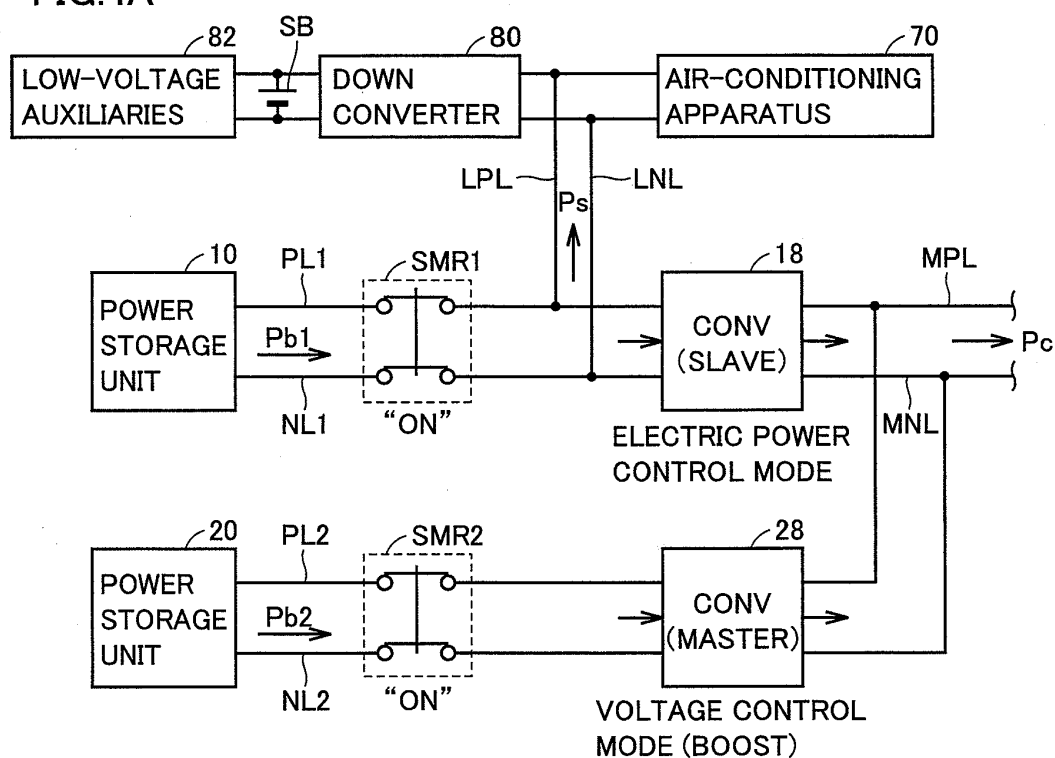 82
SB
80
70
LOW-VOLTAGE
AUXILIARIES
DOWN
CONVERTER
AIR-CONDITIONING
APPARATUS
LPL
LNL
Ps
10
PL1
SMR1
18
MPL
POWER
STORAGE
UNIT
Pb1
CONV
(SLAVE)
Pc
NL1
"ON"
MNL
ELECTRIC POWER
CONTROL MODE
20
PL2
SMR2
28
POWER
STORAGE
UNIT
Pb2
CONV
(MASTER)
NL2
"ON"
VOLTAGE CONTROL
MODE (BOOST)